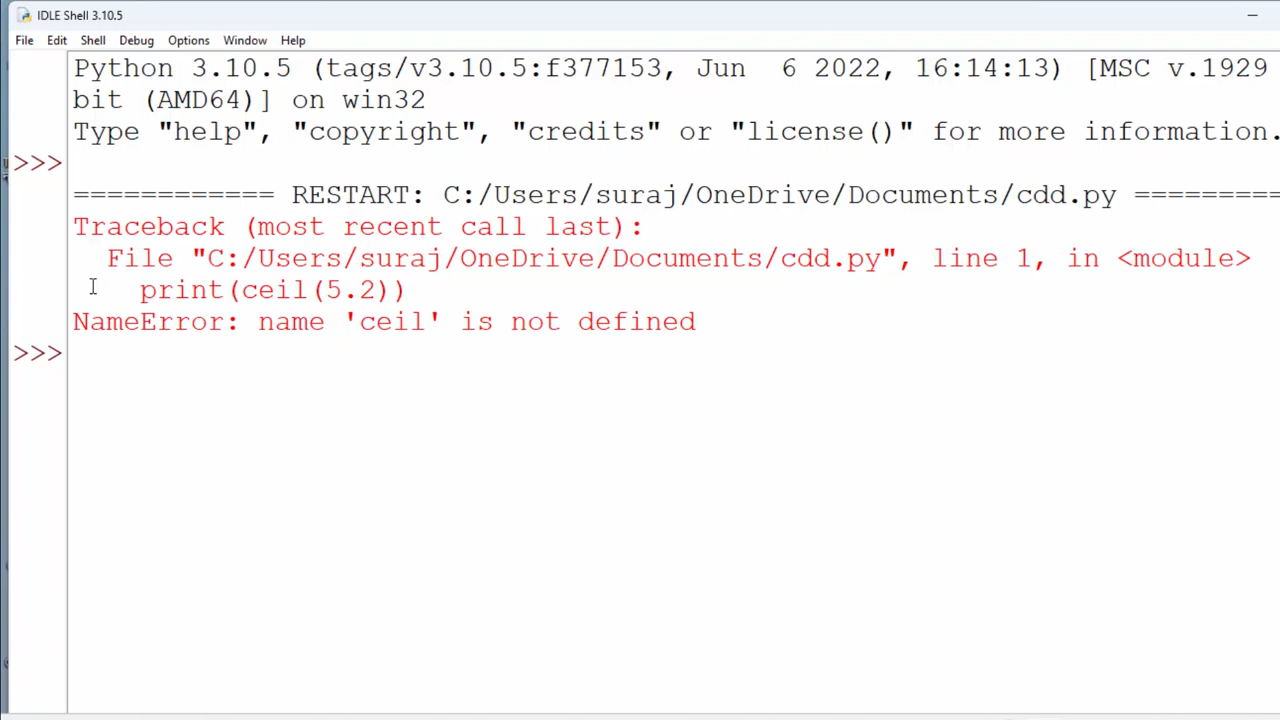 IDLE Shell 3.10.5
File Edit Shell Debug Options Window Help
Python 3.10.5 (tags/v3.10.5:f377153, Jun  6 2022, 16:14:13) [MSC v.1929
bit (AMD64)] on win32
Type "help", "copyright", "credits" or "license()" for more information.
>>>
============ RESTART: C:/Users/suraj/OneDrive/Documents/cdd.py =========
Traceback (most recent call last):
  File "C:/Users/suraj/OneDrive/Documents/cdd.py", line 1, in <module>
    print(ceil(5.2))
NameError: name 'ceil' is not defined
>>>